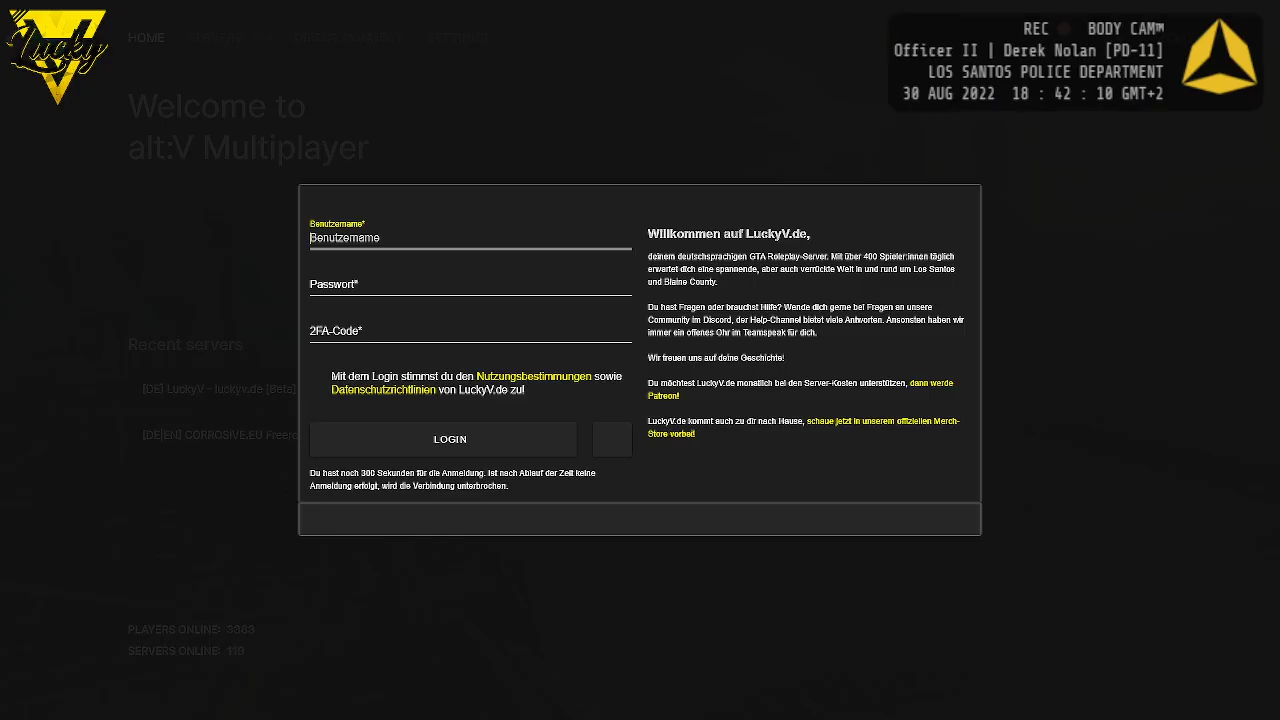 Lucky
HOME
SETTINGS
REC BODY CAM™
Officer II | Derek Nolan [PD-11]
LOS SANTOS POLICE DEPARTMENT
30 AUG 2022 18 : 42 : 10 GMT+2
Welcome to
alt:V Multiplayer
Benutzername*
Benutzername
Passwort*
2FA-Code*
Mit dem Login stimmst du den Nutzungsbestimmungen sowie
Datenschutzrichtlinien von LuckyV.de zu!
LOGIN
Du hast noch 300 Sekunden für die Anmeldung. Ist nach Ablauf der Zeit keine
Anmeldung erfolgt, wird die Verbindung unterbrochen.
Willkommen auf LuckyV.de,
deinem deutschsprachigen GTA Roleplay-Server. Mit über 400 Spieler:innen täglich
erwartet dich eine spannende, aber auch verrückte Welt in und rund um Los Santos
und Blaine County.
Du hast Fragen oder brauchst Hilfe? Wende dich gerne bei Fragen an unsere
Community im Discord, der Help-Channel bietet viele Antworten. Ansonsten haben wir
immer ein offenes Ohr im Teamspeak für dich.
Wir freuen uns auf deine Geschichte!
Du möchtest LuckyV.de monatlich bei den Server-Kosten unterstützen, dann werde
Patreon!
LuckyV.de kommt auch zu dir nach Hause, schaue jetzt in unserem offiziellen Merch-
Store vorbei!
Recent servers
[DE] LuckyV - luckyv.de [Beta]
[DE|EN] CORROSIVE.EU Freero
PLAYERS ONLINE: 3383
SERVERS ONLINE: 119